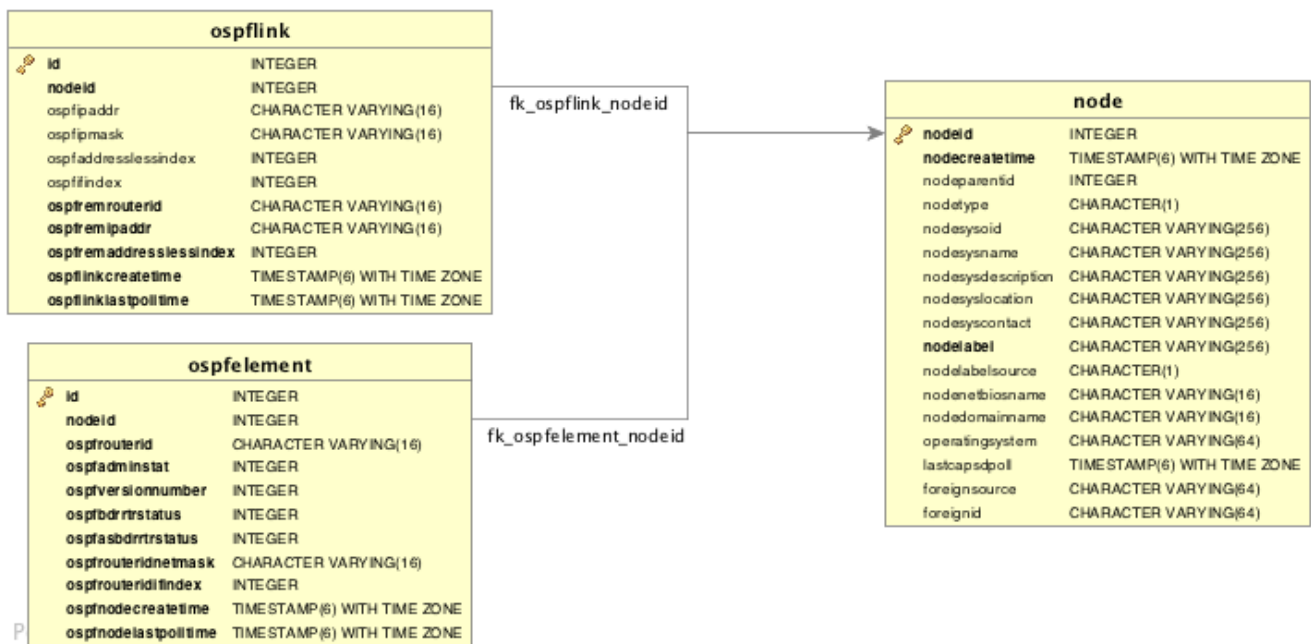 ospflink
id INTEGER
nodeid INTEGER
ospfipaddr CHARACTER VARYING(16)
ospfipmask CHARACTER VARYING(16)
ospfaddresslessindex INTEGER
ospfifindex INTEGER
ospfremrouterid CHARACTER VARYING(16)
ospfremipaddr CHARACTER VARYING(16)
ospfremaddresslessindex INTEGER
ospflinkcreatetime TIMESTAMP(6) WITH TIME ZONE
ospflinklastpolltime TIMESTAMP(6) WITH TIME ZONE
fk_ospflink_nodeid
ospfelement
id INTEGER
nodeid INTEGER
ospfrouterid CHARACTER VARYING(16)
ospfadminstat INTEGER
ospfversionnumber INTEGER
ospfbdrrtrstatus INTEGER
ospfasbdrrtrstatus INTEGER
ospfrouteridnetmask CHARACTER VARYING(16)
ospfrouteridifindex INTEGER
ospfnodecreatetime TIMESTAMP(6) WITH TIME ZONE
ospfnodelastpolltime TIMESTAMP(6) WITH TIME ZONE
fk_ospfelement_nodeid
node
nodeid INTEGER
nodecreatetime TIMESTAMP(6) WITH TIME ZONE
nodeparentid INTEGER
nodetype CHARACTER(1)
nodesysoid CHARACTER VARYING(256)
nodesysname CHARACTER VARYING(256)
nodesysdescription CHARACTER VARYING(256)
nodesyslocation CHARACTER VARYING(256)
nodesyscontact CHARACTER VARYING(256)
nodelabel CHARACTER VARYING(256)
nodelabelsource CHARACTER(1)
nodenetbiosname CHARACTER VARYING(16)
nodedomainname CHARACTER VARYING(16)
operatingsystem CHARACTER VARYING(64)
lastcapsdpoll TIMESTAMP(6) WITH TIME ZONE
foreignsource CHARACTER VARYING(64)
foreignid CHARACTER VARYING(64)